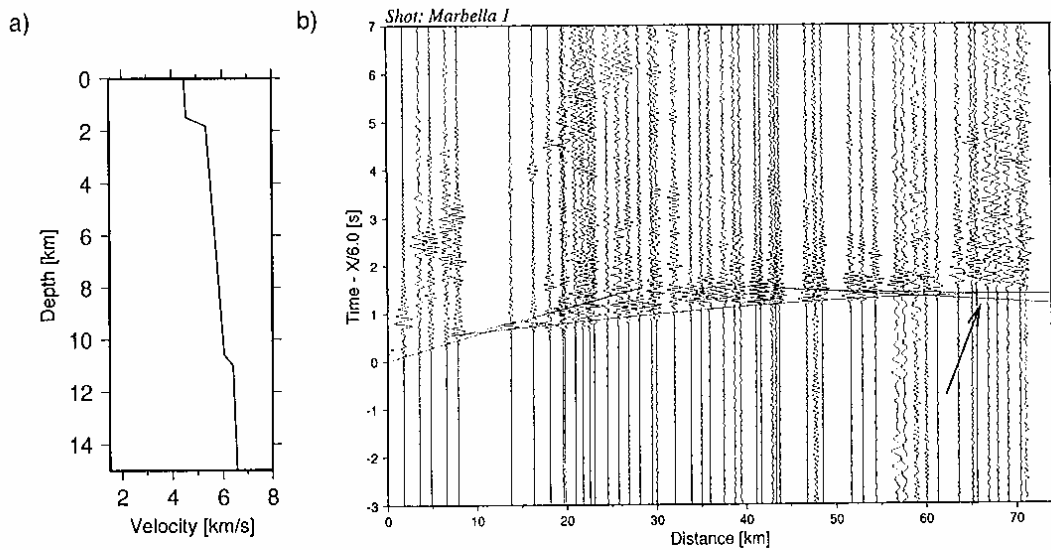 a)
0
2
4
6
8
10
12
14
Depth [km]
2 4 6 8
Velocity [km/s]
b)
Shot: Marbella 1
7
6
5
4
3
2
1
0
-1
-2
-3
Time - X/6.0 [s]
0 10 20 30 40 50 60 70
Distance [km]